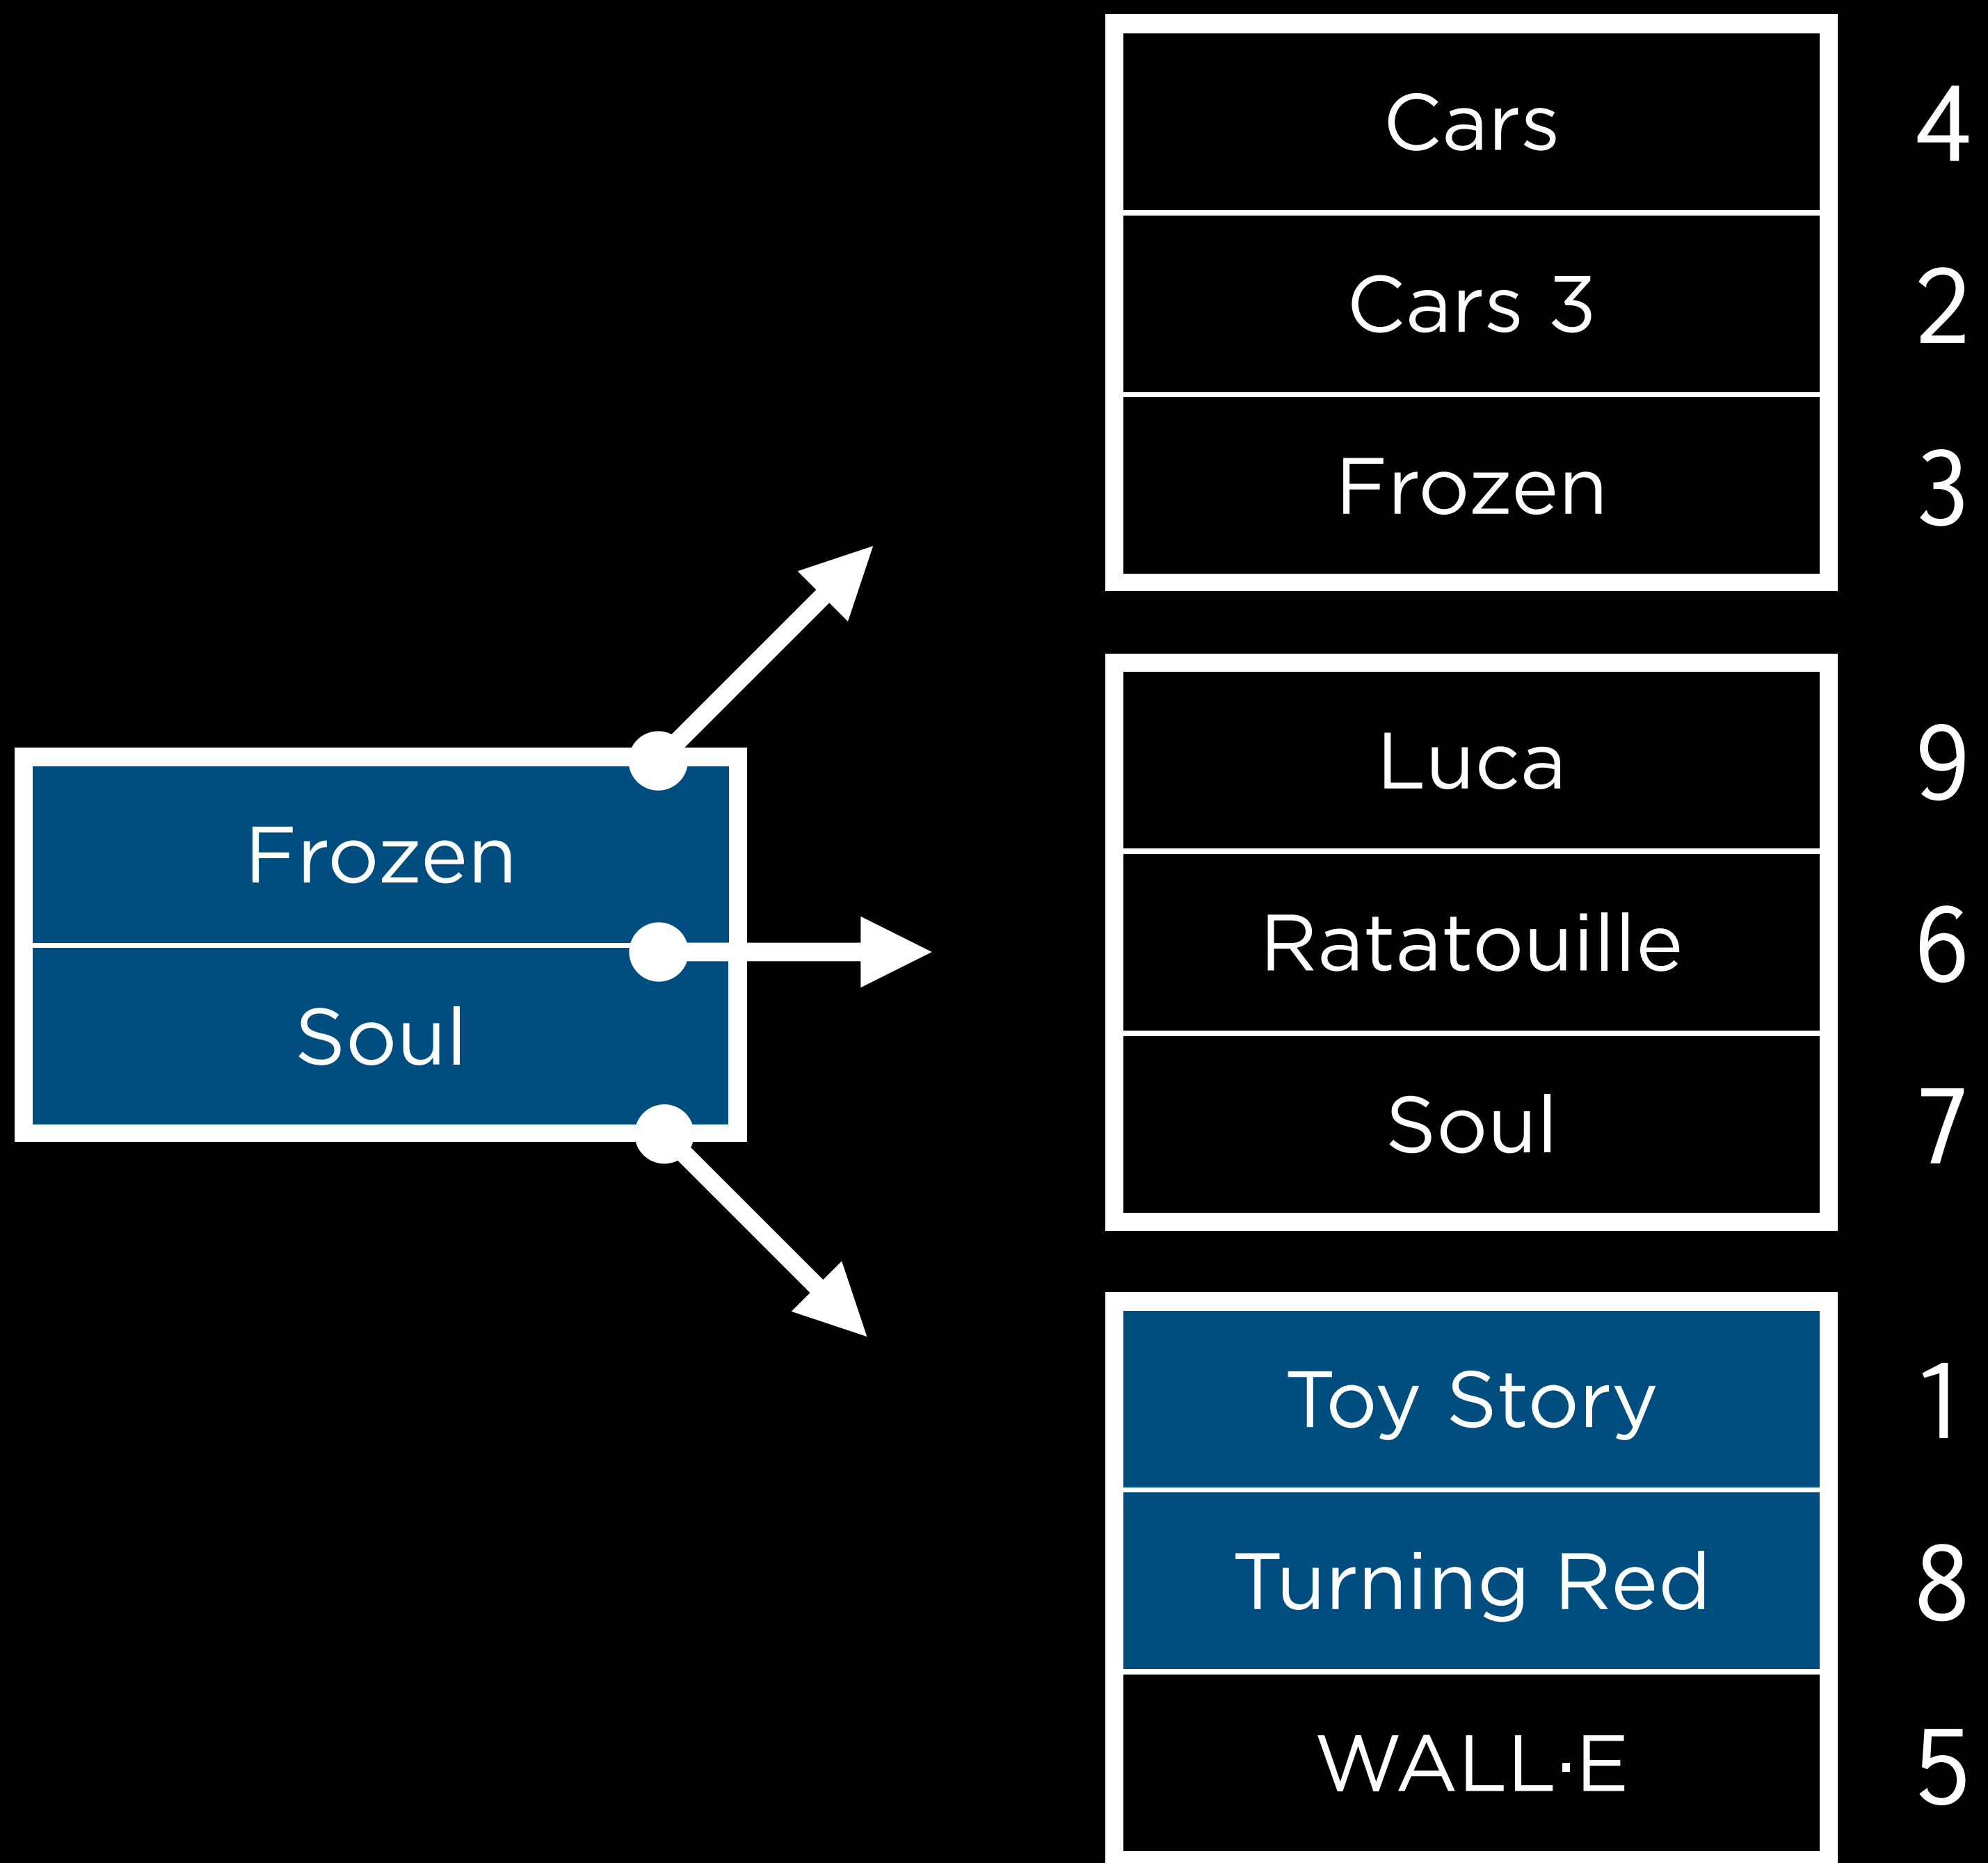 Cars 4
Cars 3 2
Frozen 3
Luca 9
Frozen
Ratatouille 6
Soul
Soul 7
Toy Story 1
Turning Red 8
WALL·E 5